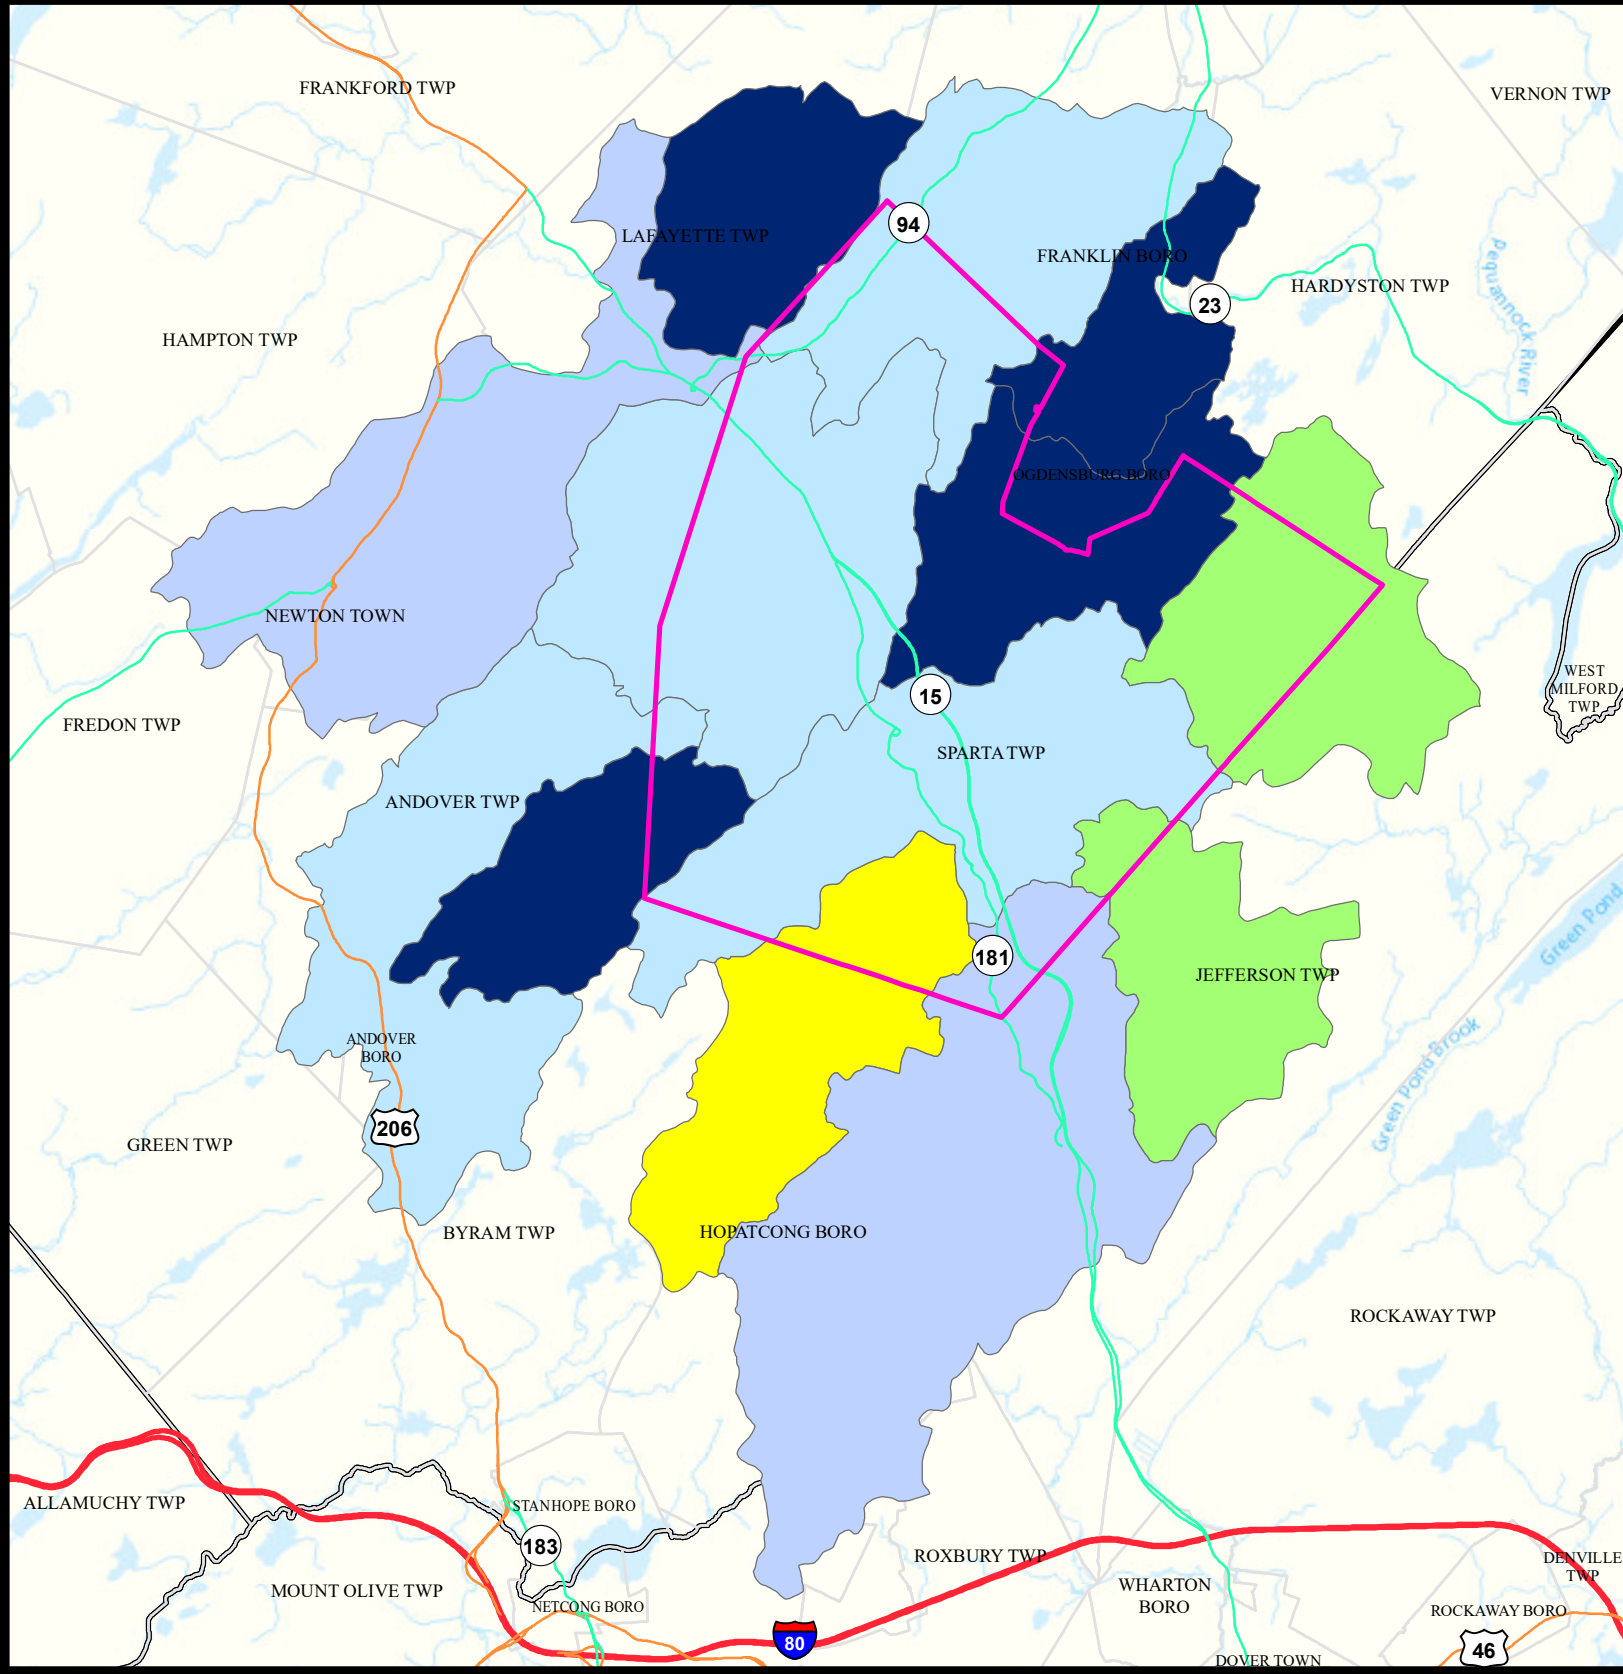 FRANKFORD TWP
VERNON TWP
LAFAYETTE TWP
94
FRANKLIN BORO
23
HARDYSTON TWP
Pequannock River
HAMPTON TWP
OGDENSBURG BORO
NEWTON TOWN
WEST
MILFORD
TWP
FREDON TWP
15
SPARTA TWP
ANDOVER TWP
Green Pond
181
JEFFERSON TWP
ANDOVER
BORO
Green Pond Brook
206
GREEN TWP
BYRAM TWP
HOPATCONG BORO
ROCKAWAY TWP
ALLAMUCHY TWP
STANHOPE BORO
183
ROXBURY TWP
DENVILLE
TWP
MOUNT OLIVE TWP
WHARTON
BORO
NETCONG BORO
ROCKAWAY BORO
80
46
DOVER TOWN